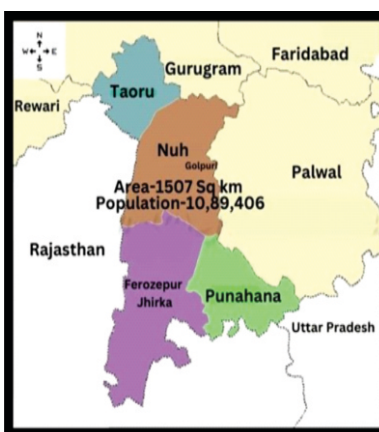 N
W E
S
Faridabad
Gurugram
Taoru
Rewari
Nuh
Golpuri
Palwal
Area-1507 Sq km
Population-10,89,406
Rajasthan
Ferozepur
Jhirka
Punahana
Uttar Pradesh